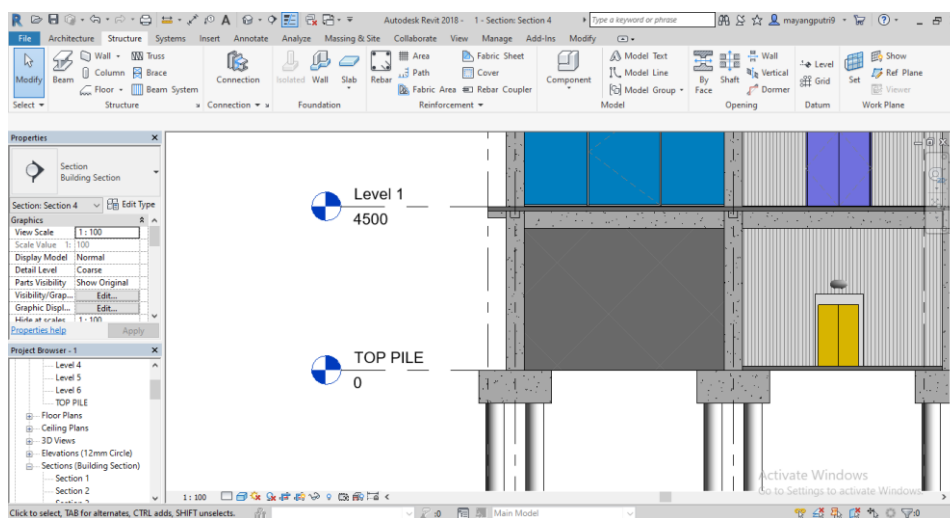 Autodesk Revit 2018 - 1 - Section: Section 4
Type a keyword or phrase
mayangputri9
File Architecture Structure Systems Insert Annotate Analyze Massing & Site Collaborate View Manage Add-Ins Modify
Modify Beam Wall Truss Column Brace Floor Beam System Connection Isolated Wall Slab Rebar Area Path Fabric Area Fabric Sheet Cover Rebar Coupler Component Model Text Model Line Model Group By Face Shaft Wall Vertical Dormer Level Grid Set Show Ref Plane Viewer
Select Structure Connection Foundation Reinforcement Model Opening Datum Work Plane
Properties
Section
Building Section
Section: Section 4 Edit Type
Graphics
View Scale 1 : 100
Scale Value 1: 100
Display Model Normal
Detail Level Coarse
Parts Visibility Show Original
Visibility/Grap... Edit...
Graphic Displ... Edit...
Hide at scales 1 : 100
Properties help Apply
Project Browser - 1
Level 4
Level 5
Level 6
TOP PILE
Floor Plans
Ceiling Plans
3D Views
Elevations (12mm Circle)
Sections (Building Section)
Section 1
Section 2
Level 1
4500
TOP PILE
0
Activate Windows
Go to Settings to activate Windows.
1 : 100
Click to select, TAB for alternates, CTRL adds, SHIFT unselects.
:0 Main Model :0